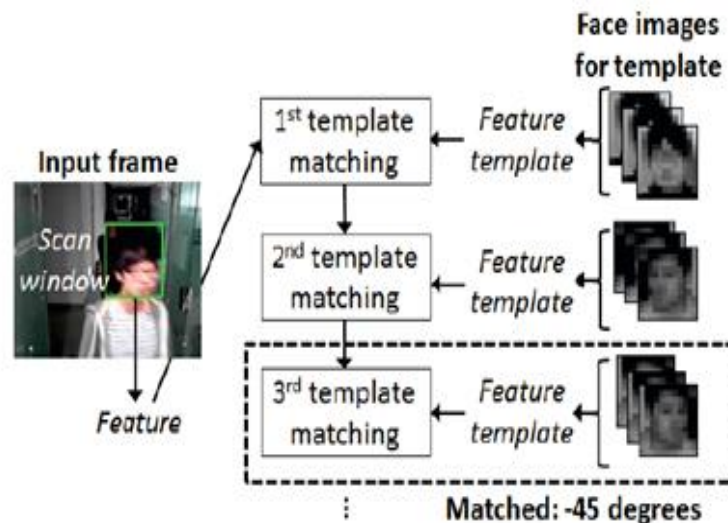 Face images
for template
1st template
matching
Feature
template
Input frame
Scan
window
2nd template
matching
Feature
template
Feature
3rd template
matching
Feature
template
Matched: -45 degrees